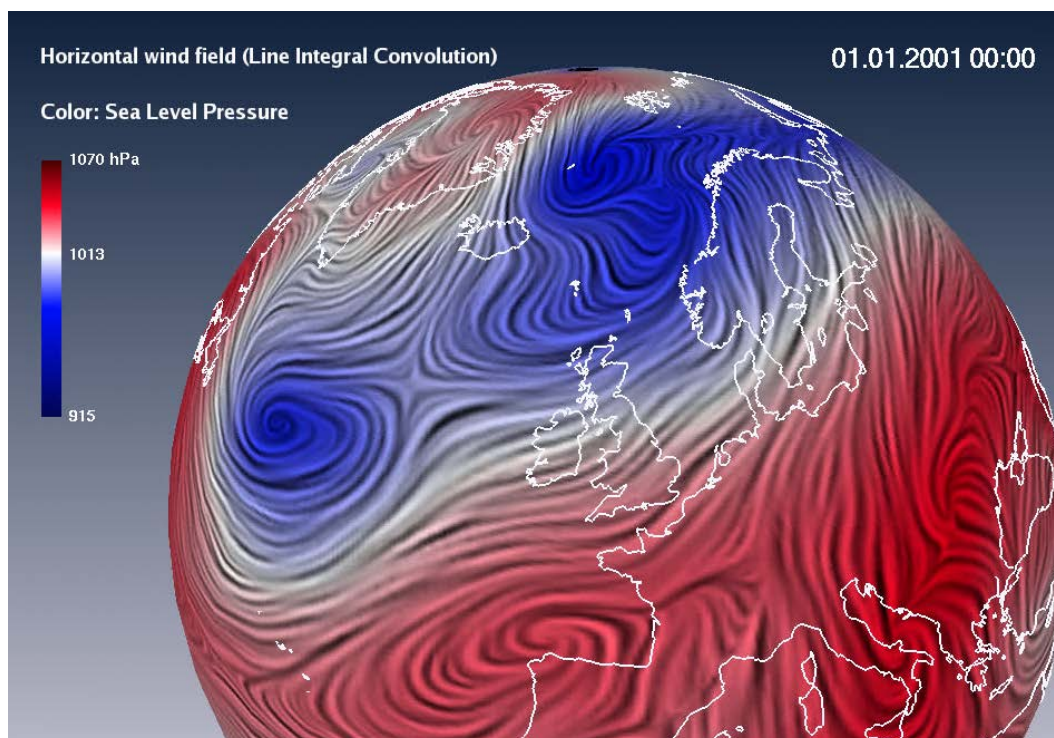 Horizontal wind field (Line Integral Convolution)
01.01.2001 00:00
Color: Sea Level Pressure
1070 hPa
1013
915